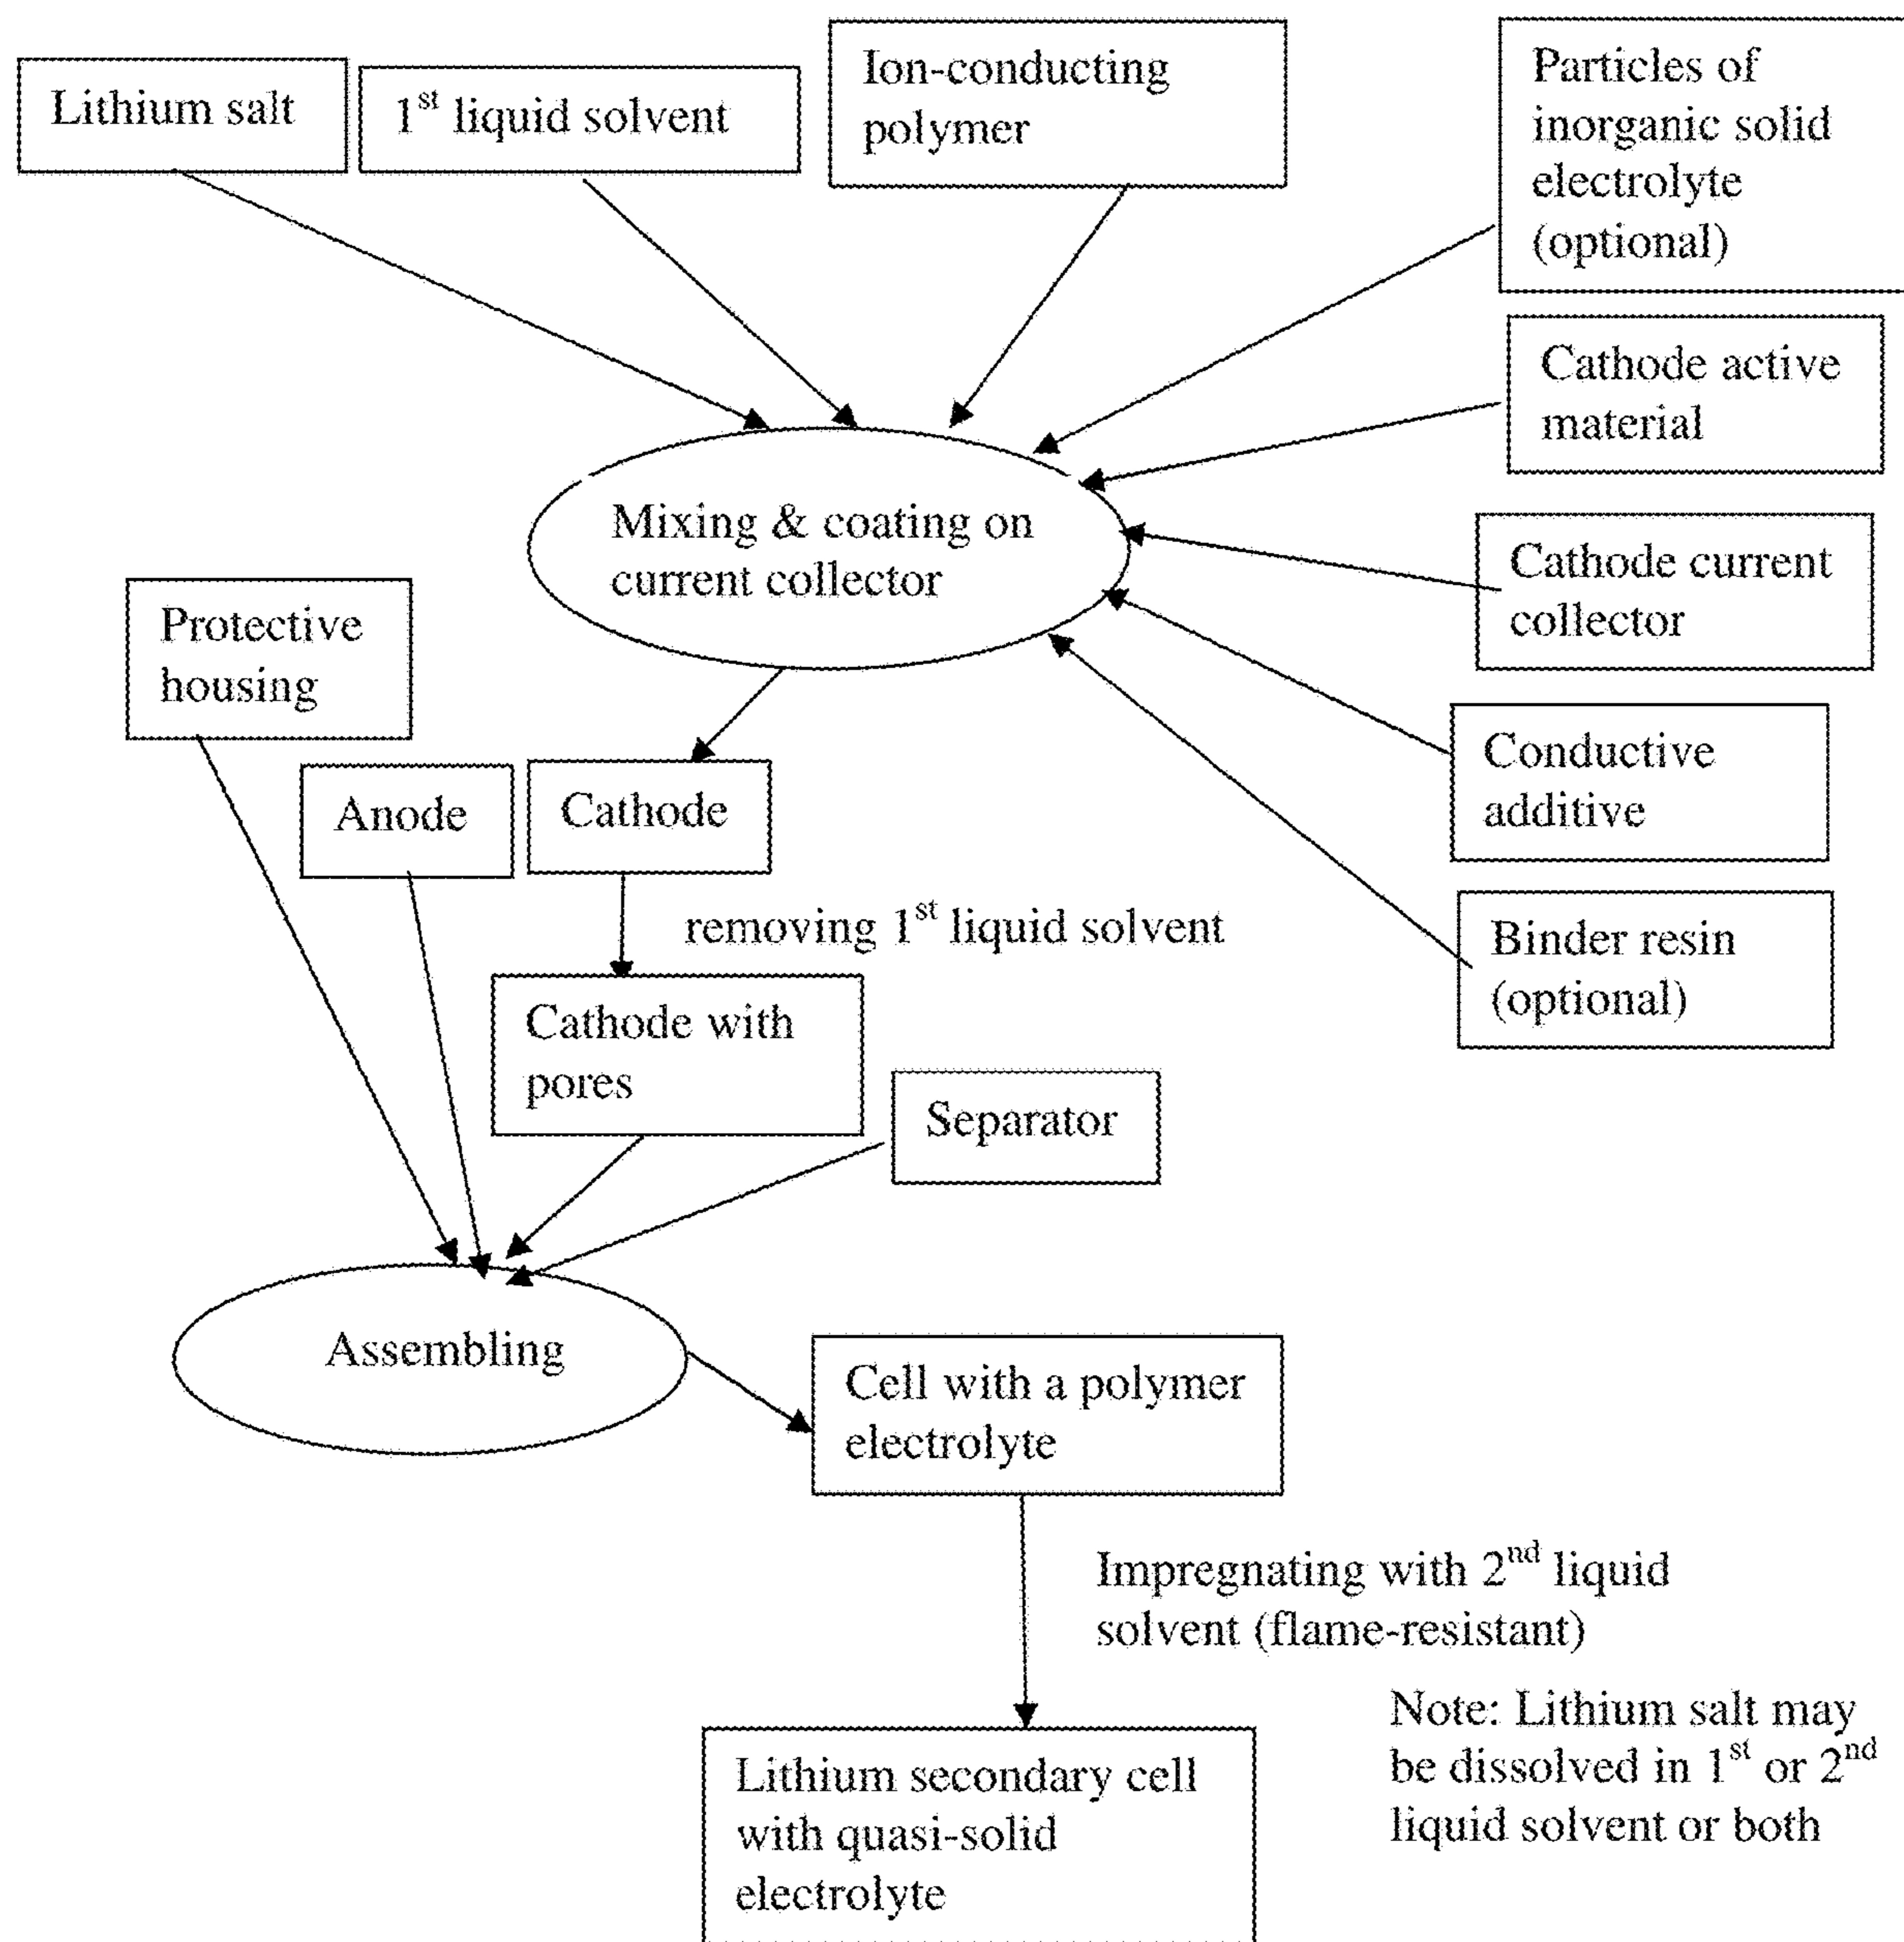 Lithium salt
1st liquid solvent
Ion-conducting
polymer
Particles of
inorganic solid
electrolyte
(optional)
Cathode active
material
Mixing & coating on
current collector
Cathode current
collector
Protective
housing
Conductive
additive
Anode
Cathode
removing 1st liquid solvent
Binder resin
(optional)
Cathode with
pores
Separator
Assembling
Cell with a polymer
electrolyte
Impregnating with 2nd liquid
solvent (flame-resistant)
Note: Lithium salt may
be dissolved in 1st or 2nd
liquid solvent or both
Lithium secondary cell
with quasi-solid
electrolyte